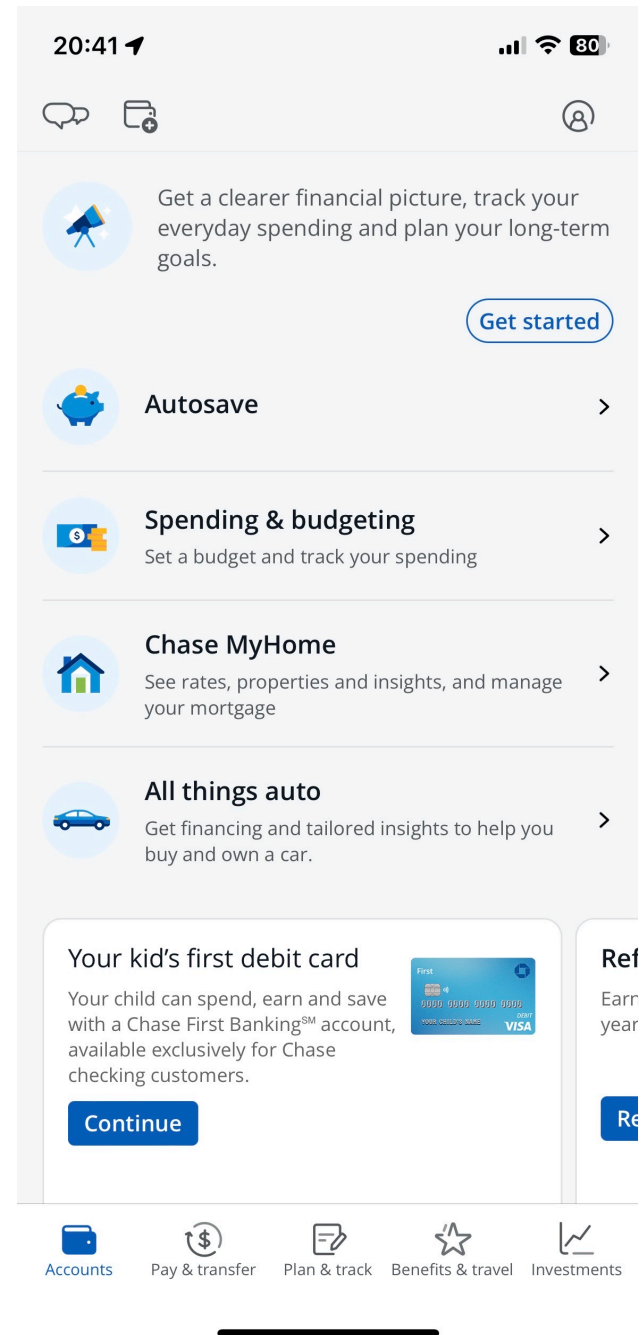 20:41
80
Get a clearer financial picture, track your
everyday spending and plan your long-term
goals.
Get started
Autosave
$
Spending & budgeting
Set a budget and track your spending
Chase MyHome
See rates, properties and insights, and manage
your mortgage
All things auto
Get financing and tailored insights to help you
buy and own a car.
Your kid's first debit card
Your child can spend, earn and save
with a Chase First Banking℠ account,
available exclusively for Chase
checking customers.
Continue
First
YOUR CHILD'S NAME
DEBIT
VISA
Ref
Earn
year
Re
$
Accounts
Pay & transfer
Plan & track
Benefits & travel
Investments